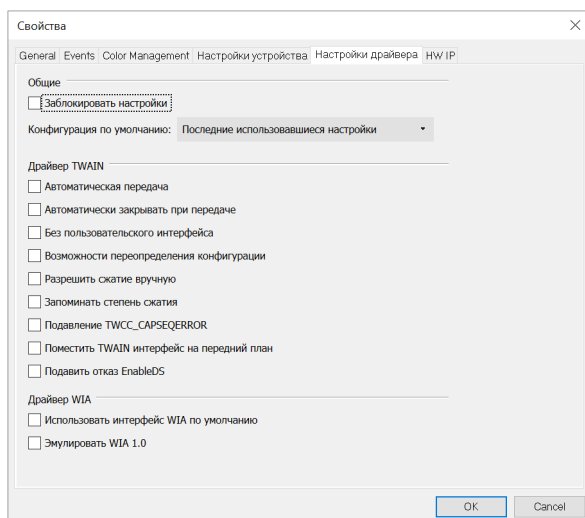 Свойства
General Events Color Management Настройки устройства Настройки драйвера HW IP
Общие
Заблокировать настройки
Конфигурация по умолчанию: Последние использовавшиеся настройки
Драйвер TWAIN
Автоматическая передача
Автоматически закрывать при передаче
Без пользовательского интерфейса
Возможности переопределения конфигурации
Разрешить сжатие вручную
Запоминать степень сжатия
Подавление TWCC_CAPSEQERROR
Поместить TWAIN интерфейс на передний план
Подавить отказ EnableDS
Драйвер WIA
Использовать интерфейс WIA по умолчанию
Эмулировать WIA 1.0
OK Cancel